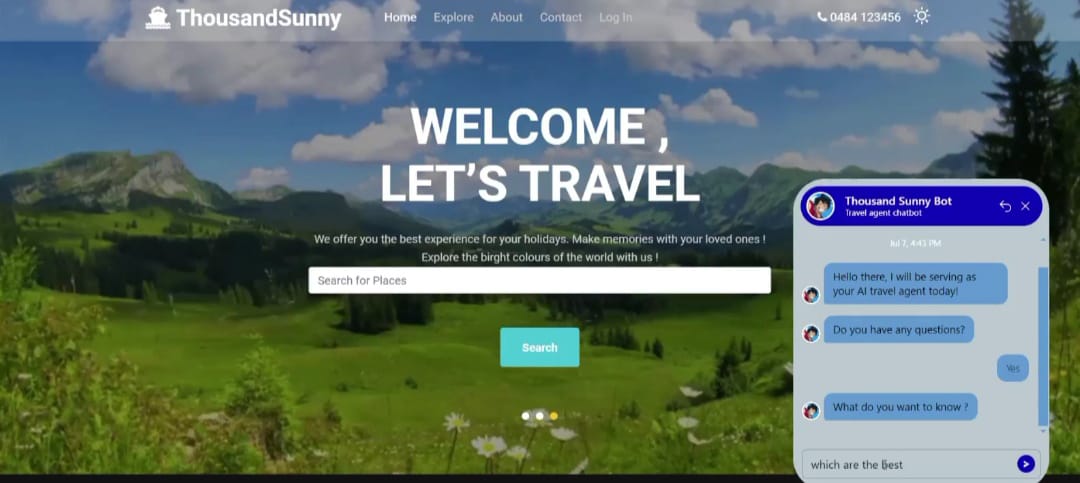 ThousandSunny Home Explore About Contact Log In 0484 123456
WELCOME ,
LET'S TRAVEL
We offer you the best experience for your holidays. Make memories with your loved ones !
Explore the birght colours of the world with us !
Search for Places
Search
Thousand Sunny Bot
Travel agent chatbot
Jul 7, 4:43 PM
Hello there, I will be serving as
your AI travel agent today!
Do you have any questions?
Yes
What do you want to know ?
which are the best